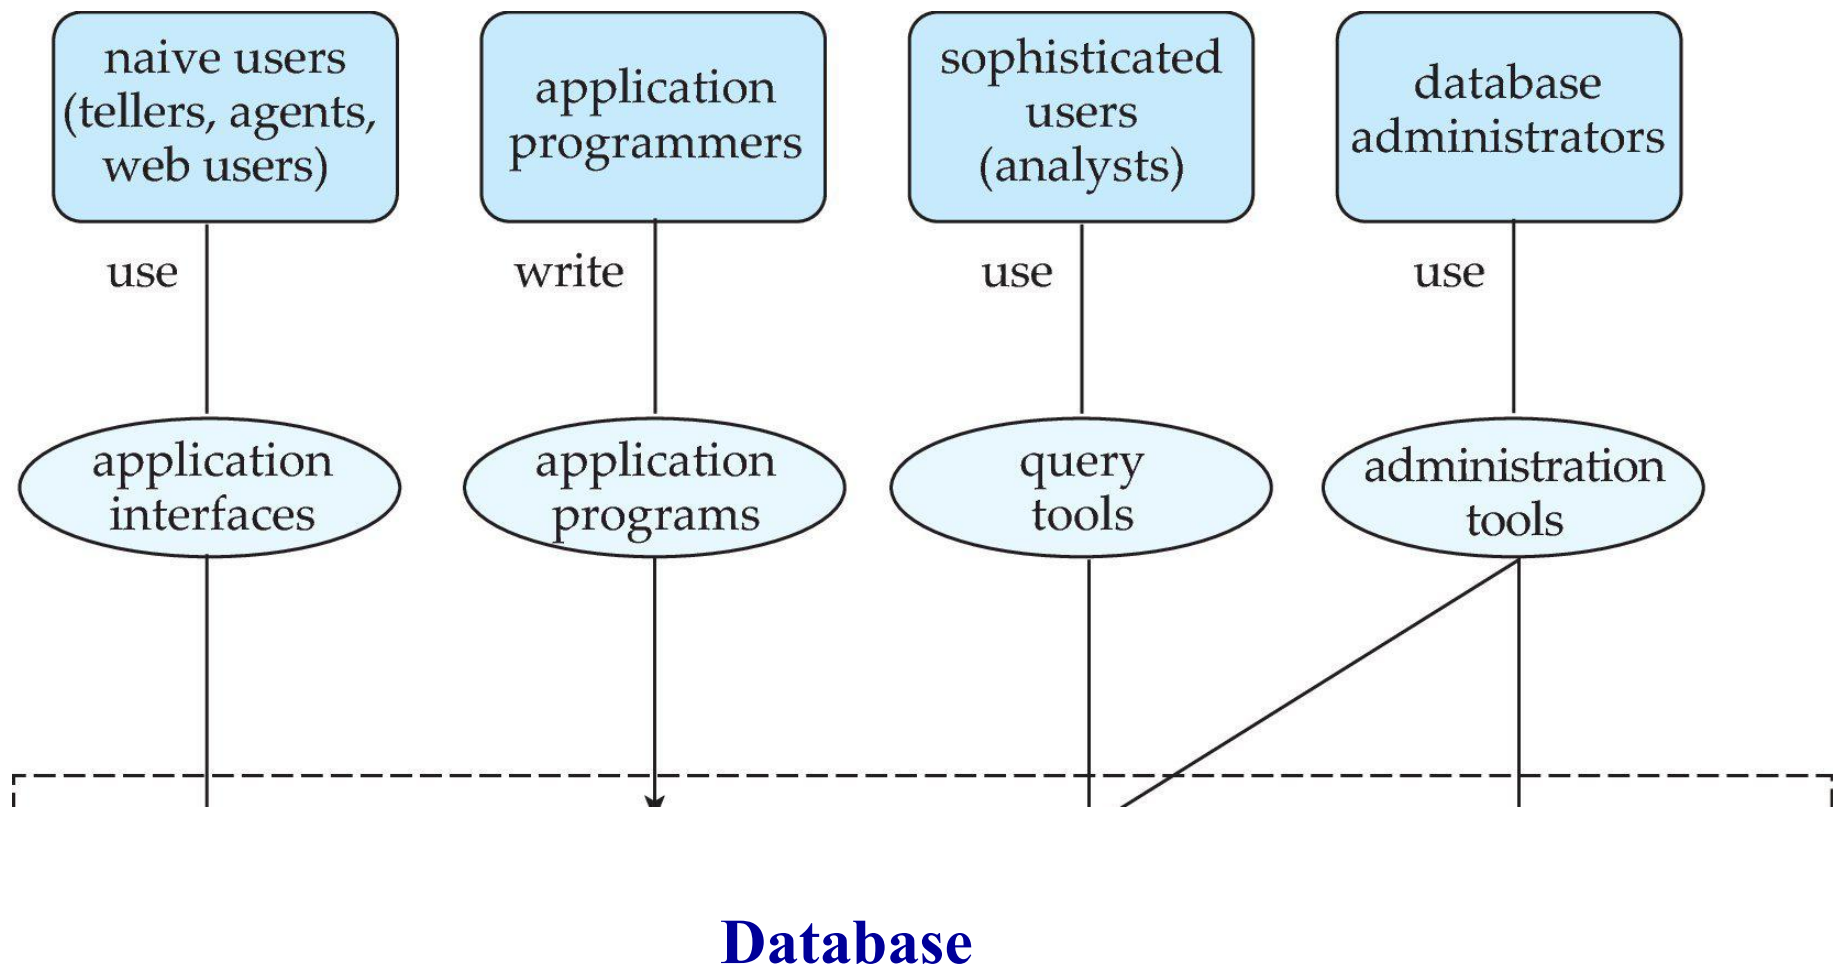 naive users
(tellers, agents,
web users)
application
programmers
sophisticated
users
(analysts)
database
administrators
use
write
use
use
application
interfaces
application
programs
query
tools
administration
tools
Database